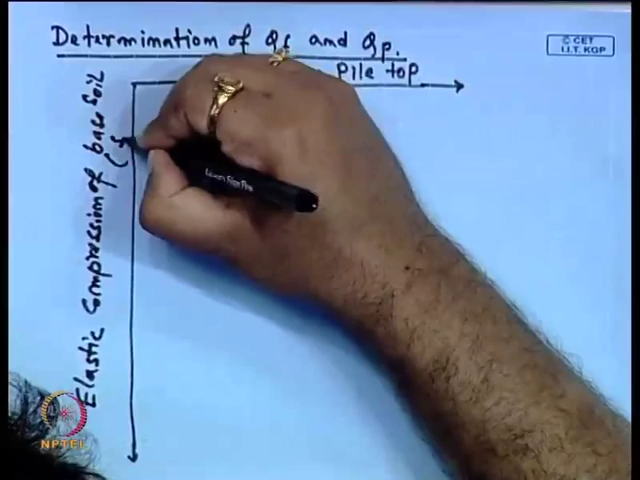 Determination of Qf and Qp.
© CET
I.I.T. KGP
Pile top
Elastic Compression of base soil
NPTEL